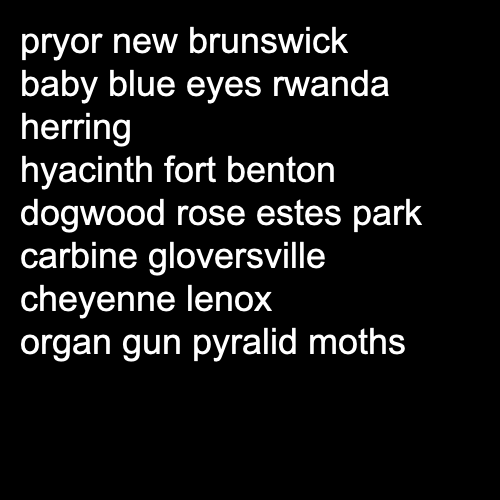 pryor new brunswick
baby blue eyes rwanda
herring
hyacinth fort benton
dogwood rose estes park
carbine gloversville
cheyenne lenox
organ gun pyralid moths